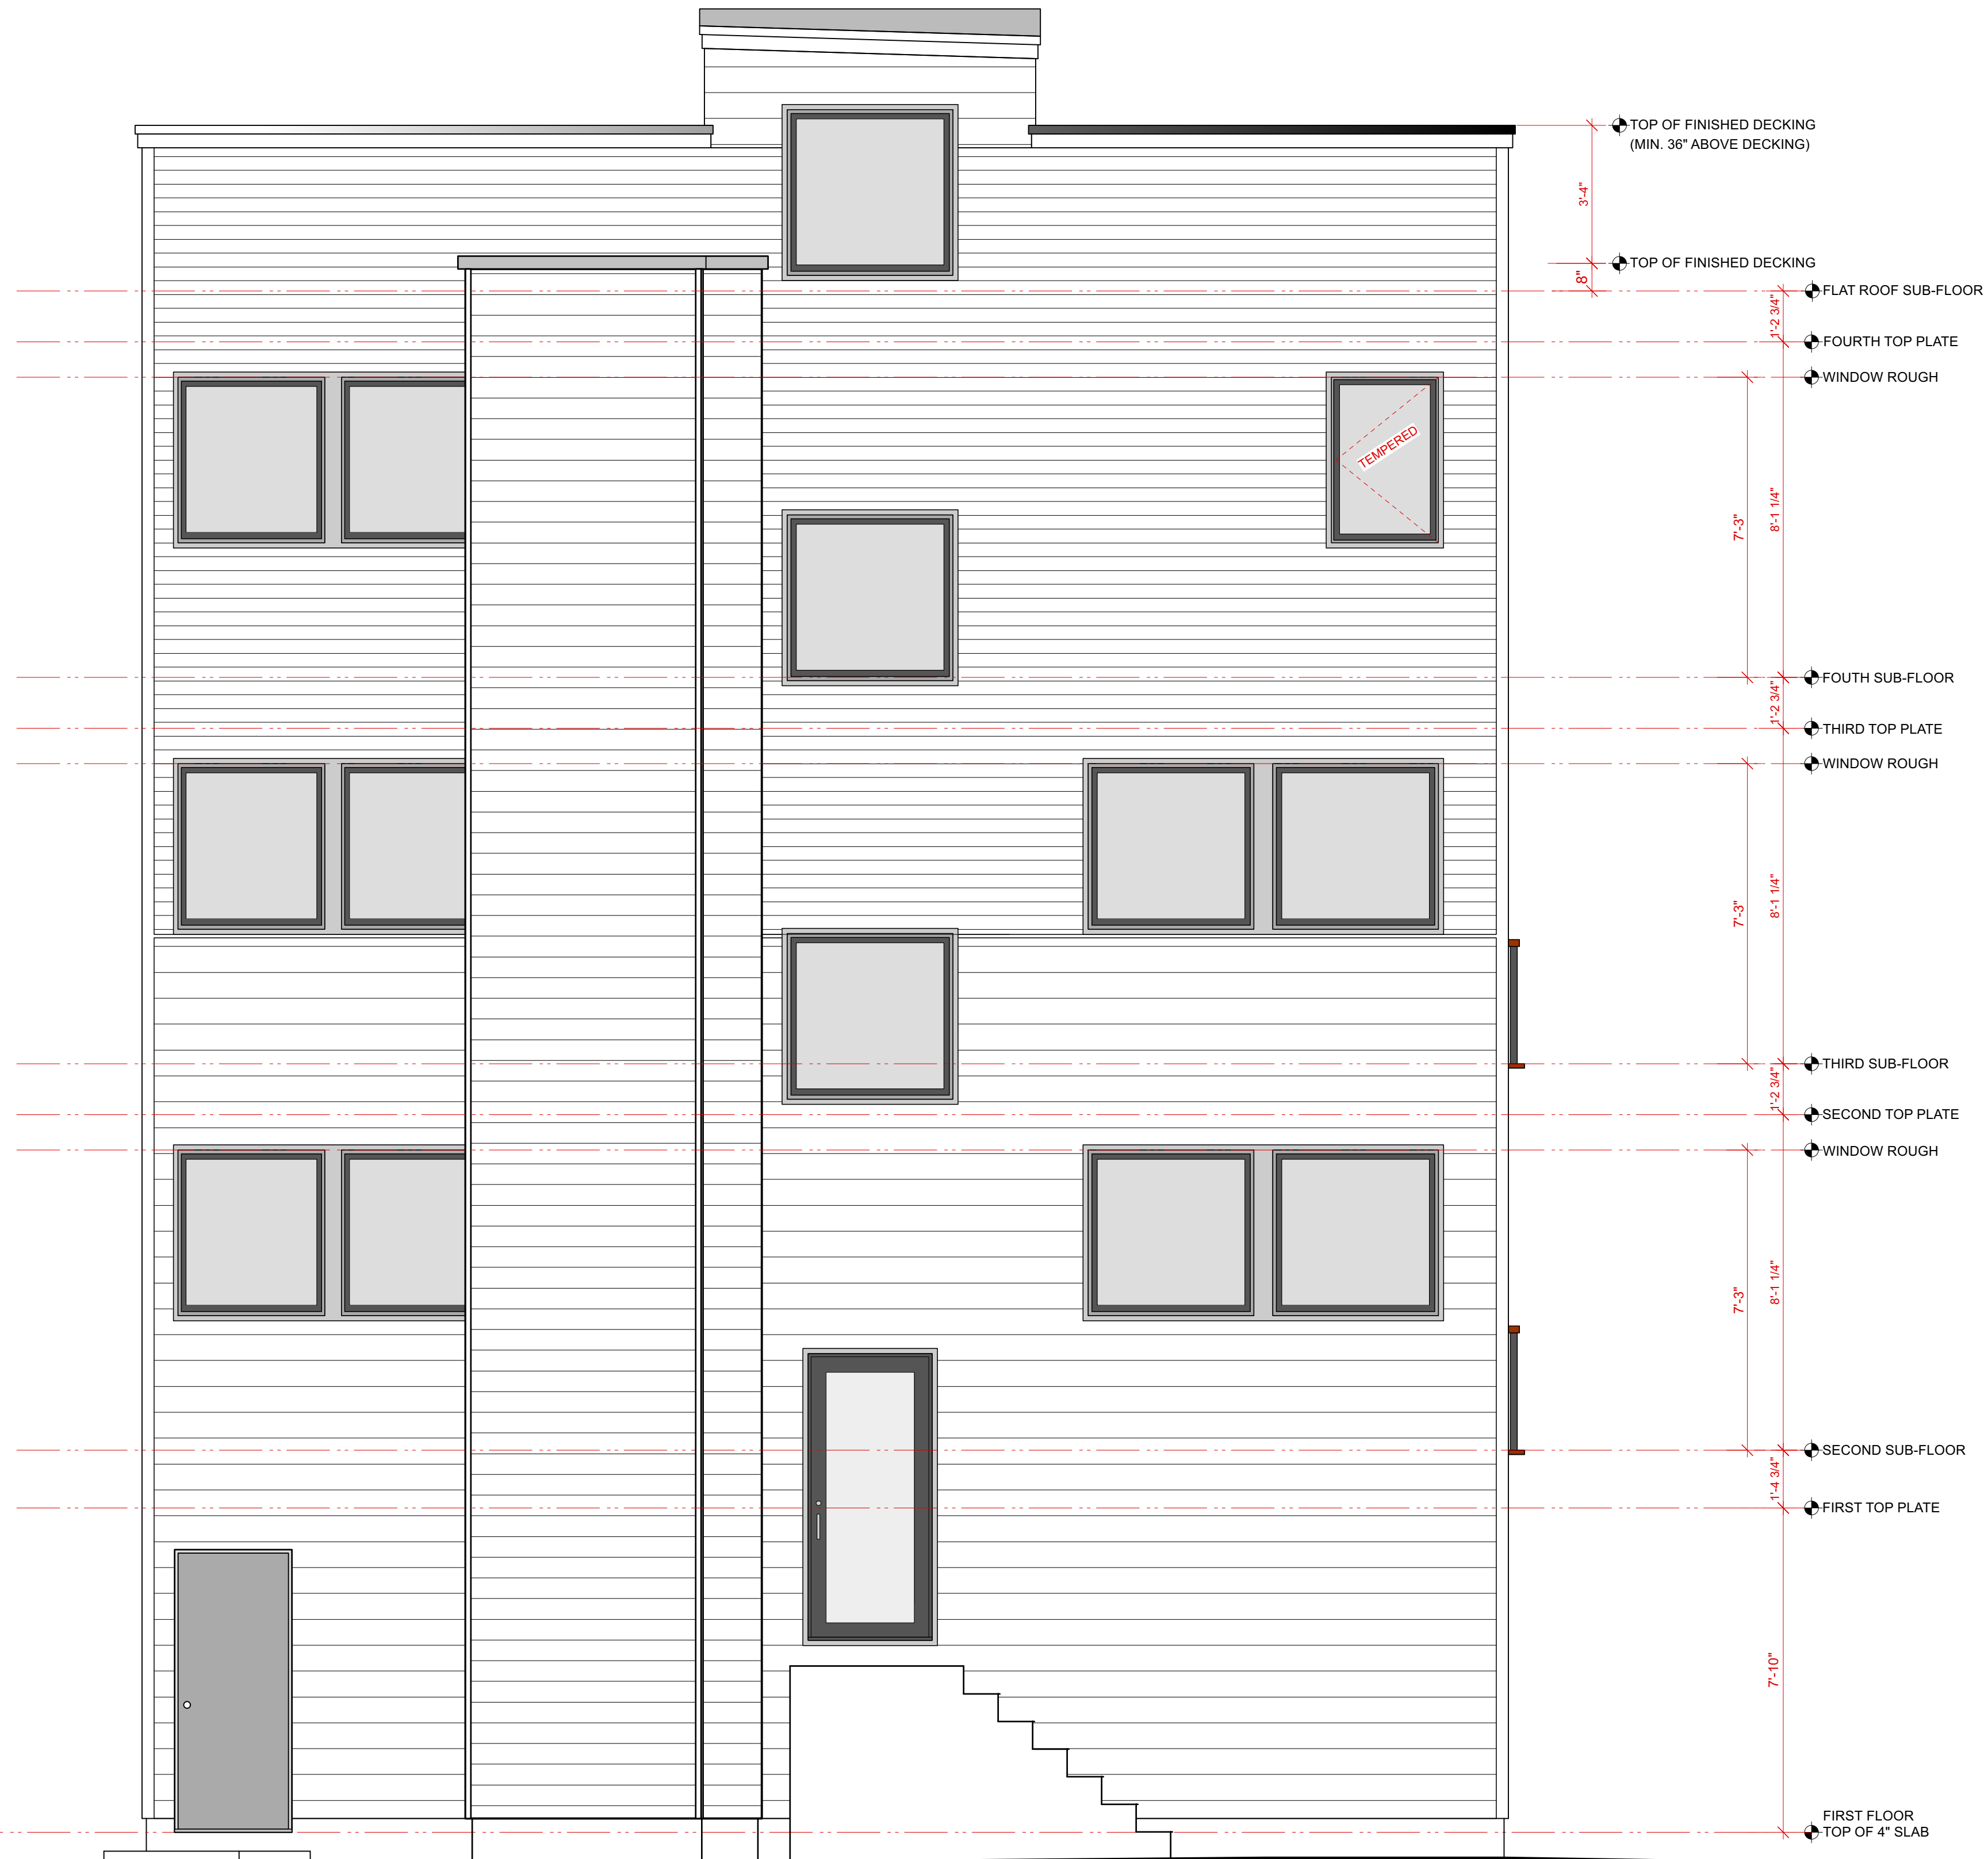 TOP OF FINISHED DECKING
(MIN. 36" ABOVE DECKING)
3'-4"
TOP OF FINISHED DECKING
8"
FLAT ROOF SUB-FLOOR
1'-2 3/4"
FOURTH TOP PLATE
WINDOW ROUGH
TEMPERED
7'-3"
8'-1 1/4"
FOUTH SUB-FLOOR
1'-2 3/4"
THIRD TOP PLATE
WINDOW ROUGH
7'-3"
8'-1 1/4"
THIRD SUB-FLOOR
1'-2 3/4"
SECOND TOP PLATE
WINDOW ROUGH
7'-3"
8'-1 1/4"
SECOND SUB-FLOOR
1'-4 3/4"
FIRST TOP PLATE
7'-10"
FIRST FLOOR
TOP OF 4" SLAB